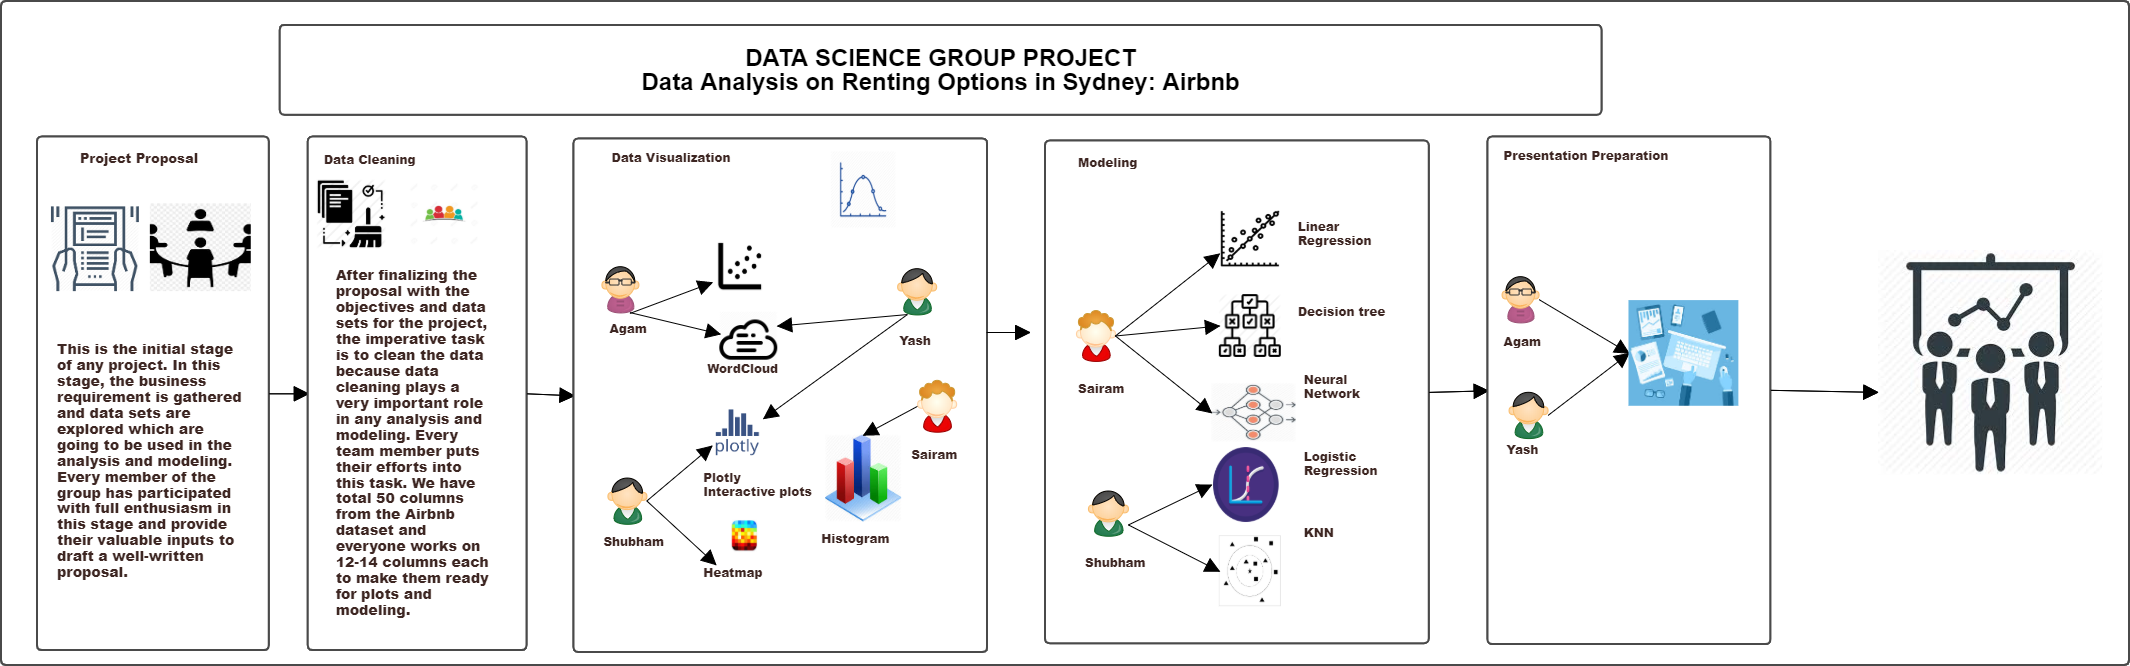 DATA SCIENCE GROUP PROJECT
Data Analysis on Renting Options in Sydney: Airbnb
Project Proposal
This is the initial stage
of any project. In this
stage, the business
requirement is gathered
and data sets are
explored which are
going to be used in the
analysis and modeling.
Every member of the
group has participated
with full enthusiasm in
this stage and provide
their valuable inputs to
draft a well-written
proposal.
Data Cleaning
After finalizing the
proposal with the
objectives and data
sets for the project,
the imperative task
is to clean the data
because data
cleaning plays a
very important role
in any analysis and
modeling. Every
team member puts
their efforts into
this task. We have
total 50 columns
from the Airbnb
dataset and
everyone works on
12-14 columns each
to make them ready
for plots and
modeling.
Data Visualization
Agam
WordCloud
Yash
plotly
Plotly
Interactive plots
Sairam
Histogram
Shubham
Heatmap
Modeling
Linear
Regression
Decision tree
Sairam
Neural
Network
Logistic
Regression
KNN
Shubham
Presentation Preparation
Agam
Yash